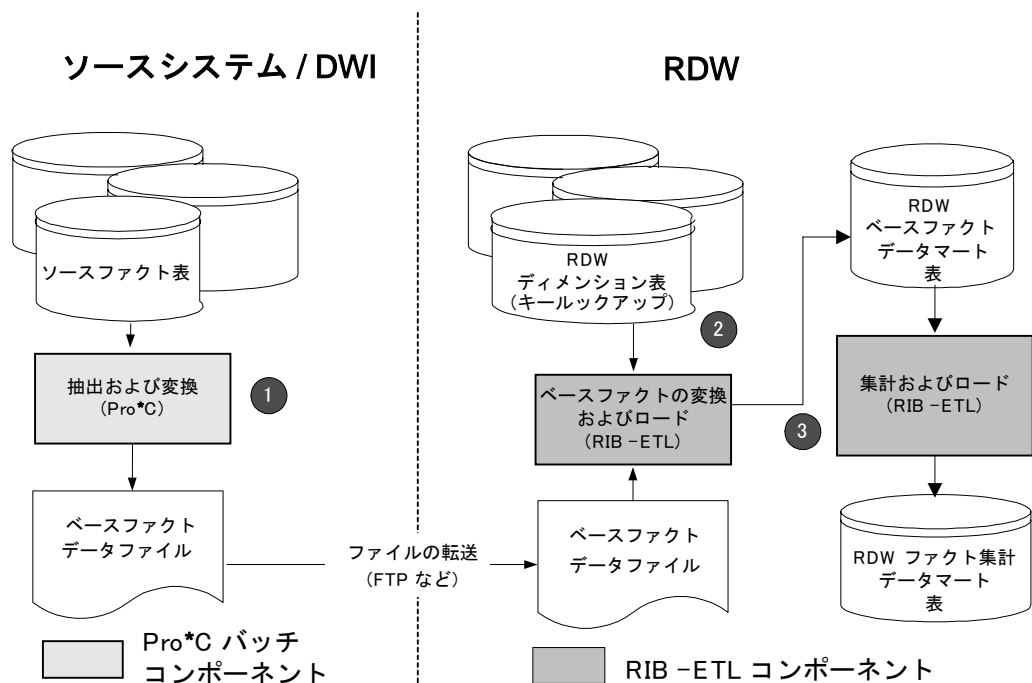 ソースシステム / DWI
RDW
ソースファクト表
抽出および変換
(Pro*C)
1
ベースファクト
データファイル
ファイルの転送
(FTP など)
RDW
ディメンション表
(キールックアップ)
2
ベースファクトの変換
およびロード
(RIB -ETL)
3
ベースファクト
データファイル
RDW
ベースファクト
データマート
表
集計およびロード
(RIB -ETL)
RDW ファクト集計
データマート
表
Pro*C バッチ
コンポーネント
RIB -ETL コンポーネント